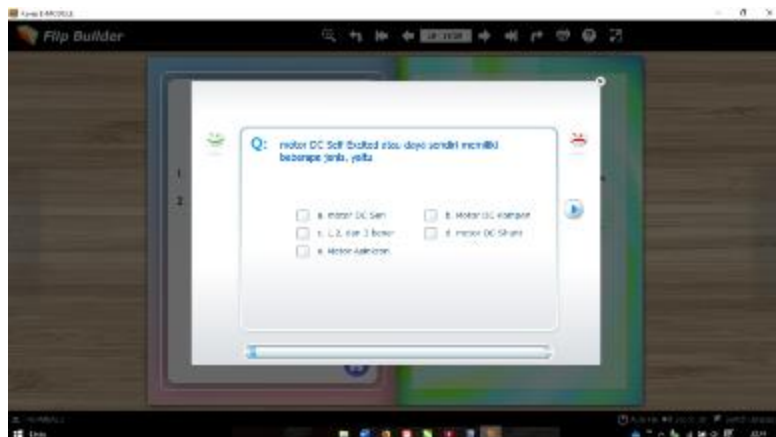 Flip Builder
Q: motor DC Self Excited atau daya sendiri memiliki
beberapa jenis, yaitu
a. motor DC Seri
b. Motor DC Kompon
c. 1,2, dan 3 benar
d. motor DC Shunt
e. Motor Asinkron
1
2